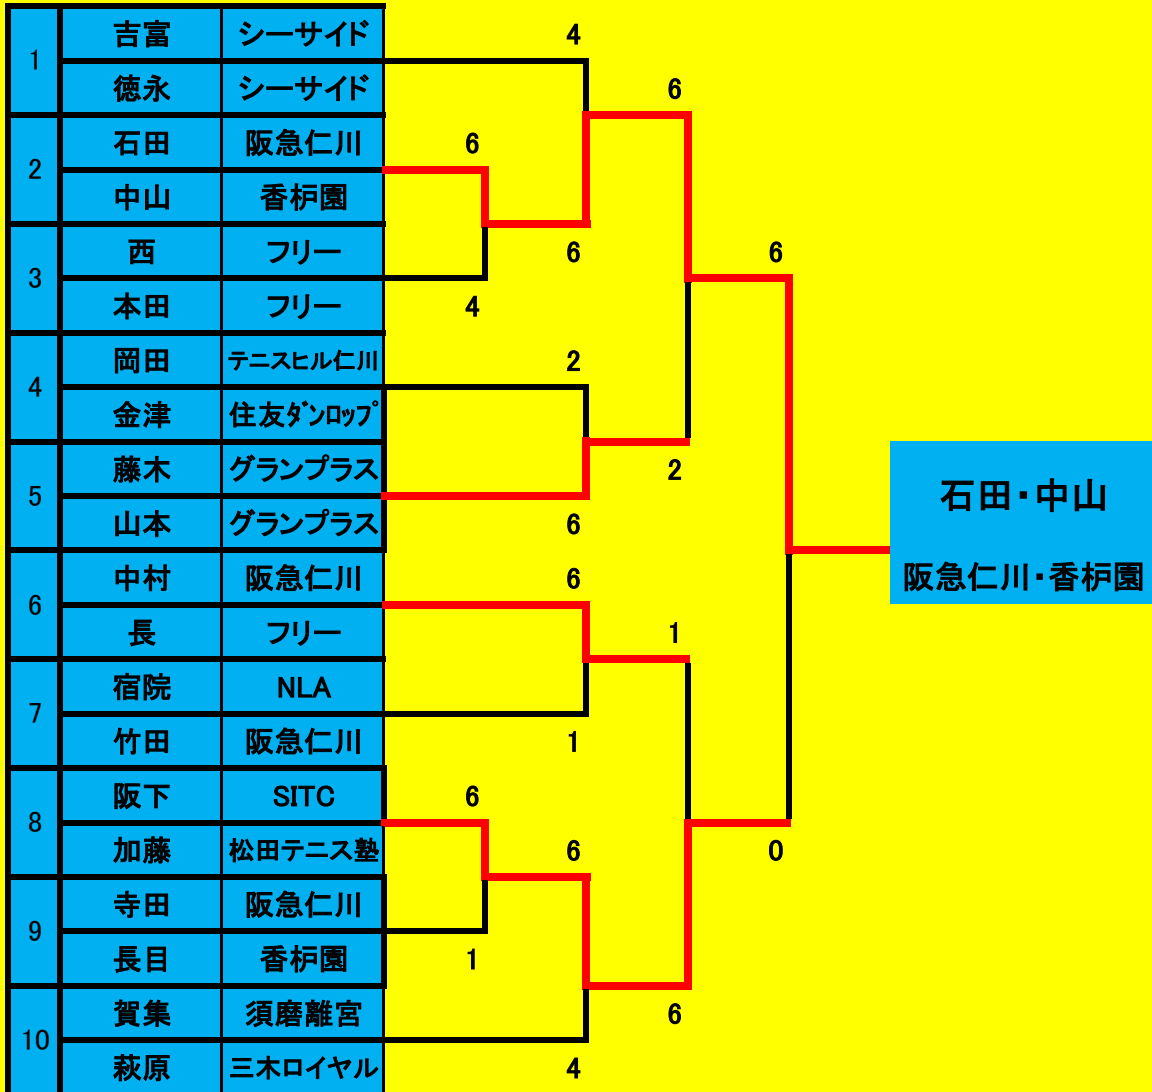 吉富 シーサイド 4
1
徳永 シーサイド 6
石田 阪急仁川 6
2
中山 香枦園
西 フリー 6 6
3
本田 フリー 4
岡田 テニスヒル仁川 2
4
金津 住友ダンロップ
藤木 グランプラス 2
5
山本 グランプラス 6
石田・中山
阪急仁川・香枦園
中村 阪急仁川 6
6
長 フリー 1
宿院 NLA
7
竹田 阪急仁川 1
阪下 SITC 6
8
加藤 松田テニス塾 6 0
寺田 阪急仁川
9
長目 香枦園 1
賀集 須磨離宮 6
10
萩原 三木ロイヤル 4